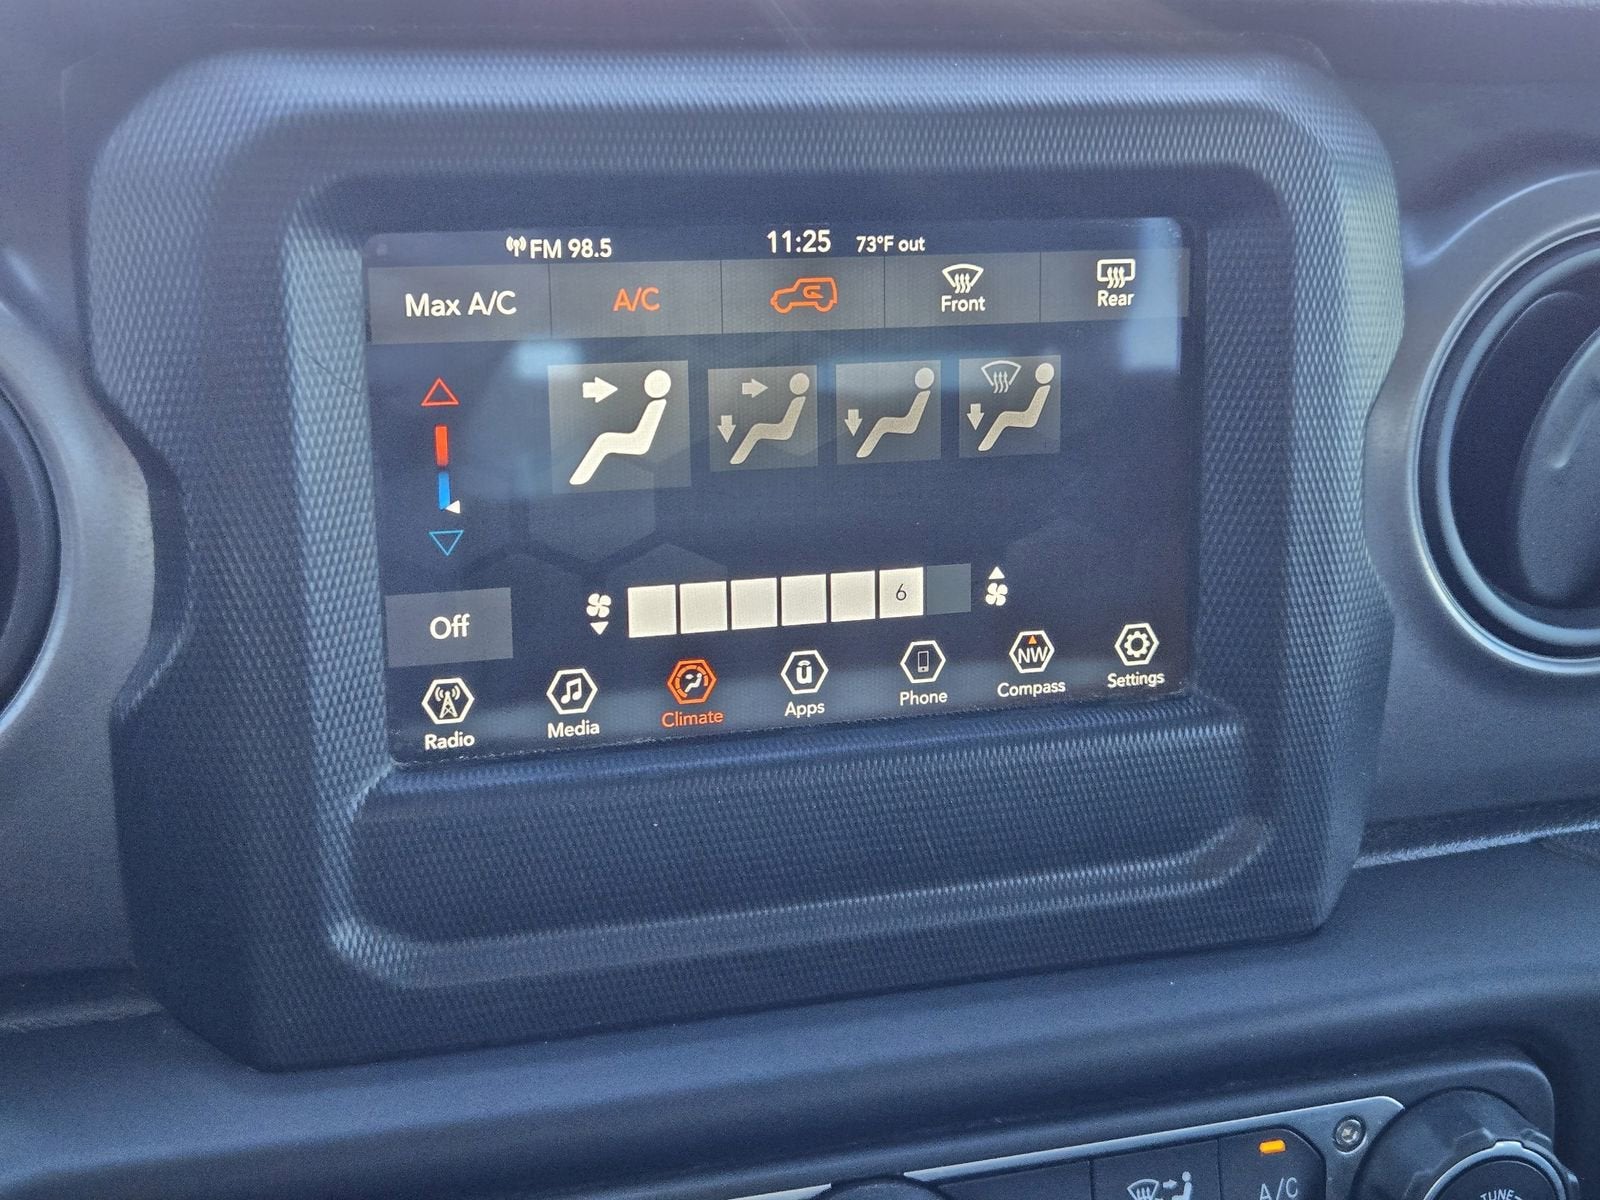 FM 98.5 11:25 73°F out
Max A/C A/C Front Rear
6
Off
Radio Media Climate Apps Phone NW Compass Settings
A/C TUNE